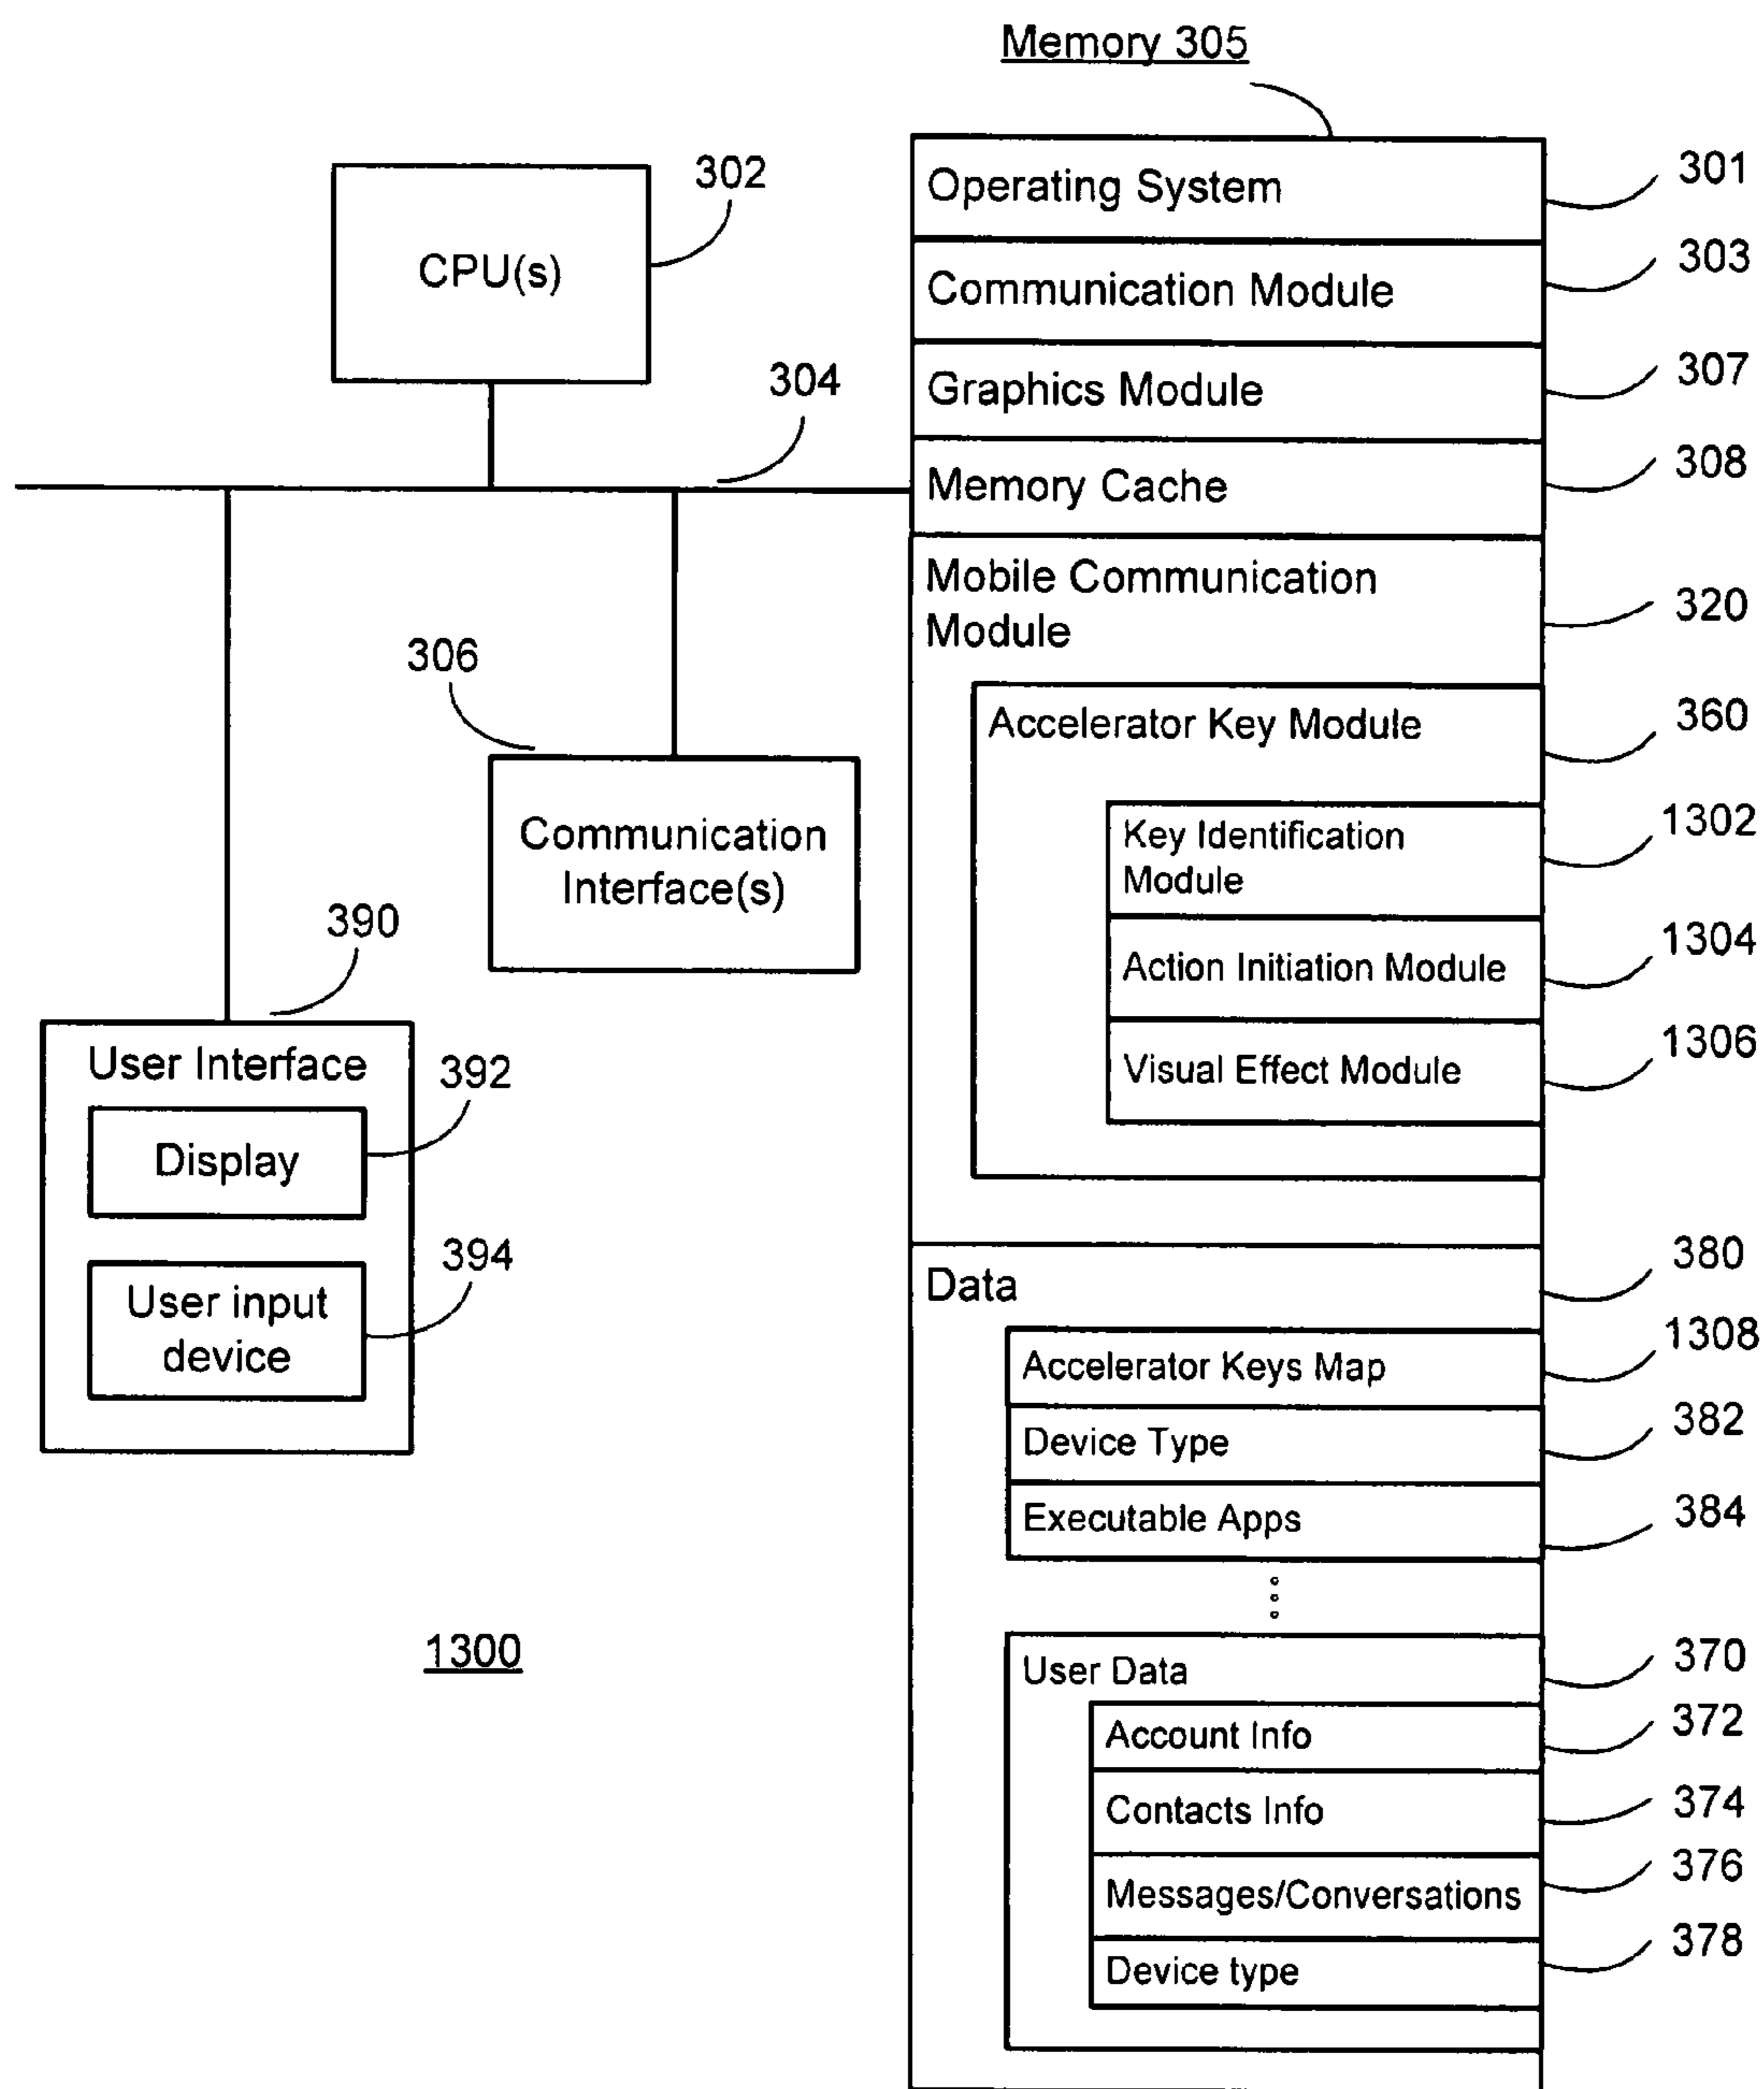 Memory 305
302
CPU(s)
304
306
Communication
Interface(s)
390
User Interface
392
Display
394
User input
device
1300
Operating System
301
Communication Module
303
Graphics Module
307
Memory Cache
308
Mobile Communication
Module
320
Accelerator Key Module
360
Key Identification
Module
1302
Action Initiation Module
1304
Visual Effect Module
1306
Data
380
Accelerator Keys Map
1308
Device Type
382
Executable Apps
384
User Data
370
Account Info
372
Contacts Info
374
Messages/Conversations
376
Device type
378